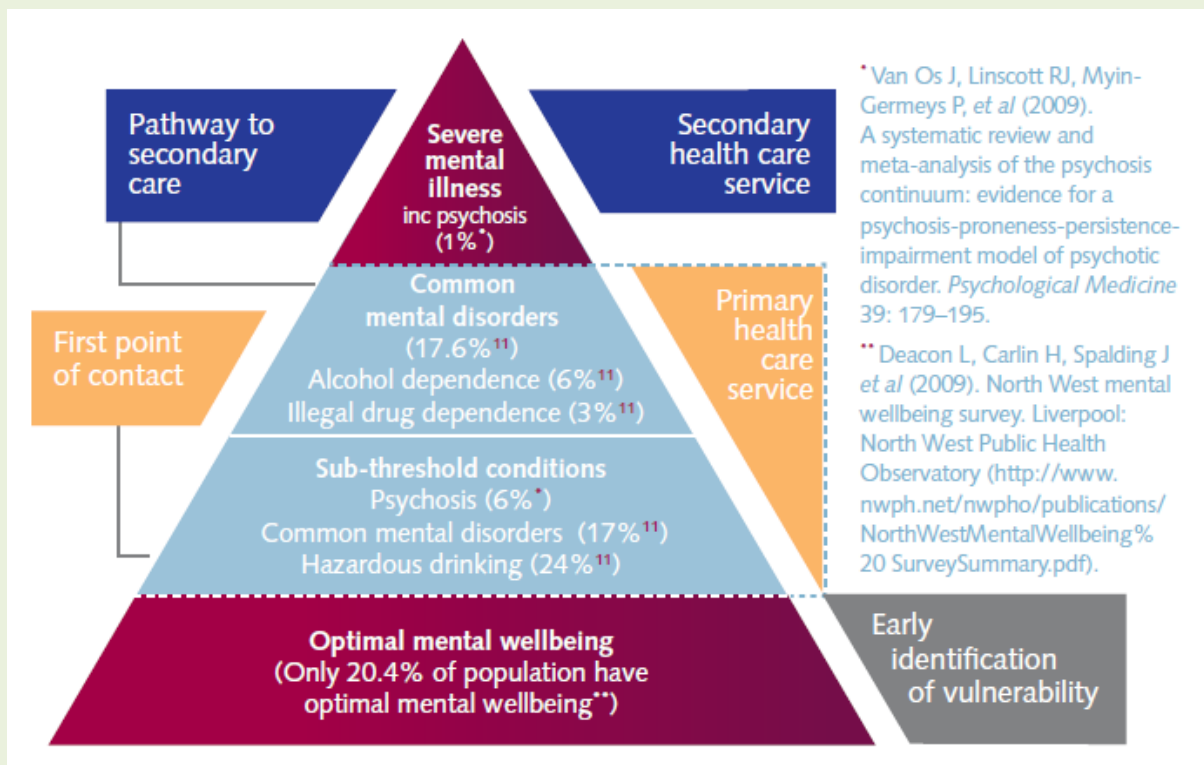 Pathway to
secondary
care
Severe
mental
illness
inc psychosis
(1%*)
Secondary
health care
service
First point
of contact
Common
mental disorders
(17.6%11)
Alcohol dependence (6%11)
Illegal drug dependence (3%11)
Primary
health
care
service
Sub-threshold conditions
Psychosis (6%*)
Common mental disorders (17%11)
Hazardous drinking (24%11)
Optimal mental wellbeing
(Only 20.4% of population have
optimal mental wellbeing**)
Early
identification
of vulnerability
* Van Os J, Linscott RJ, Myin-
Germeys P, et al (2009).
A systematic review and
meta-analysis of the psychosis
continuum: evidence for a
psychosis-proneness-persistence-
impairment model of psychotic
disorder. Psychological Medicine
39: 179–195.
** Deacon L, Carlin H, Spalding J
et al (2009). North West mental
wellbeing survey. Liverpool:
North West Public Health
Observatory (http://www.
nwph.net/nwpho/publications/
NorthWestMentalWellbeing%
20 SurveySummary.pdf).